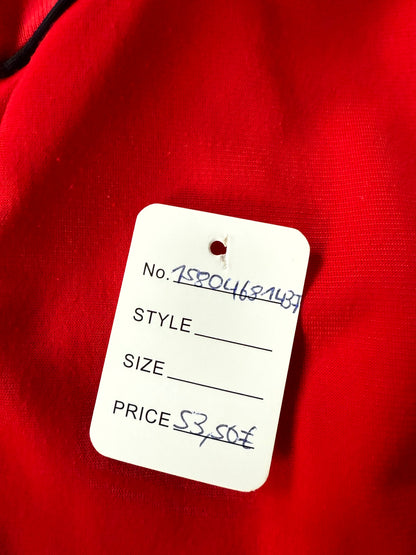 No. 15804681437
STYLE
SIZE
PRICE 53,50£